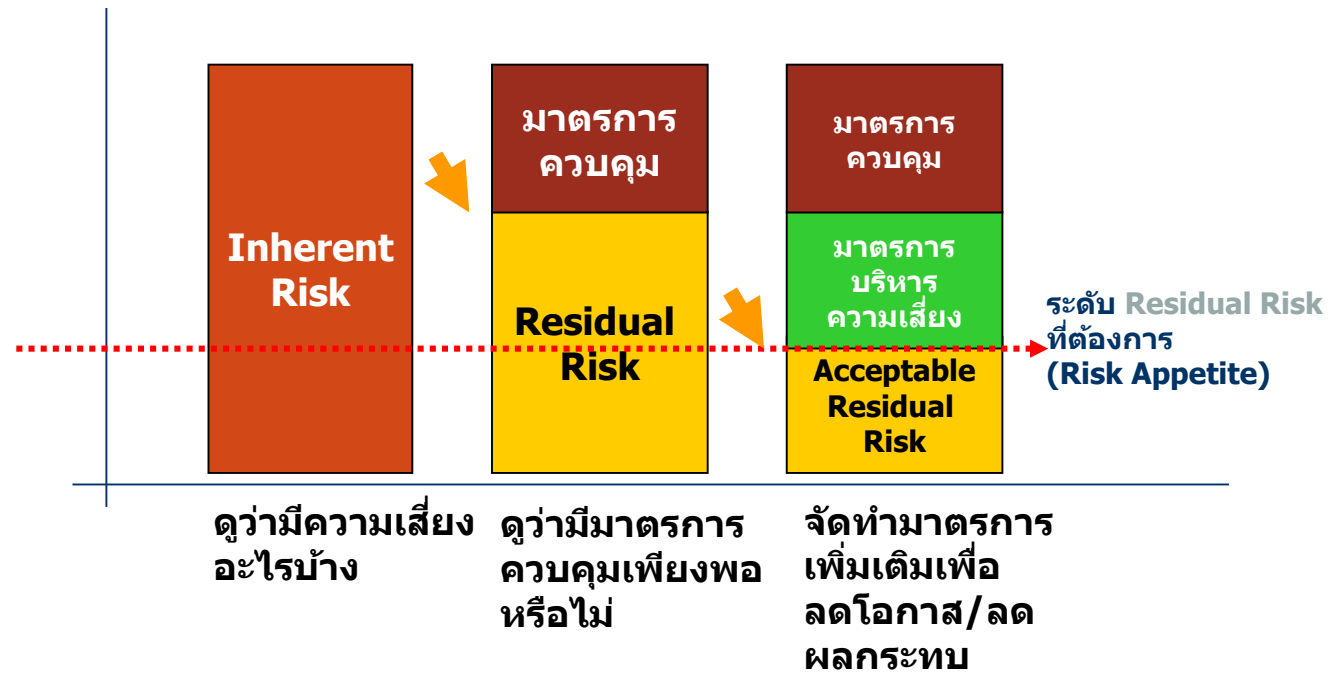 Inherent
Risk
มาตรการ
ควบคุม
Residual
Risk
มาตรการ
ควบคุม
มาตรการ
บริหาร
ความเสี่ยง
Acceptable
Residual
Risk
ระดับ Residual Risk
ที่ต้องการ
(Risk Appetite)
ดูว่ามีความเสี่ยง
อะไรบ้าง
ดูว่ามีมาตรการ
ควบคุมเพียงพอ
หรือไม่
จัดทำมาตรการ
เพิ่มเติมเพื่อ
ลดโอกาส/ลด
ผลกระทบ